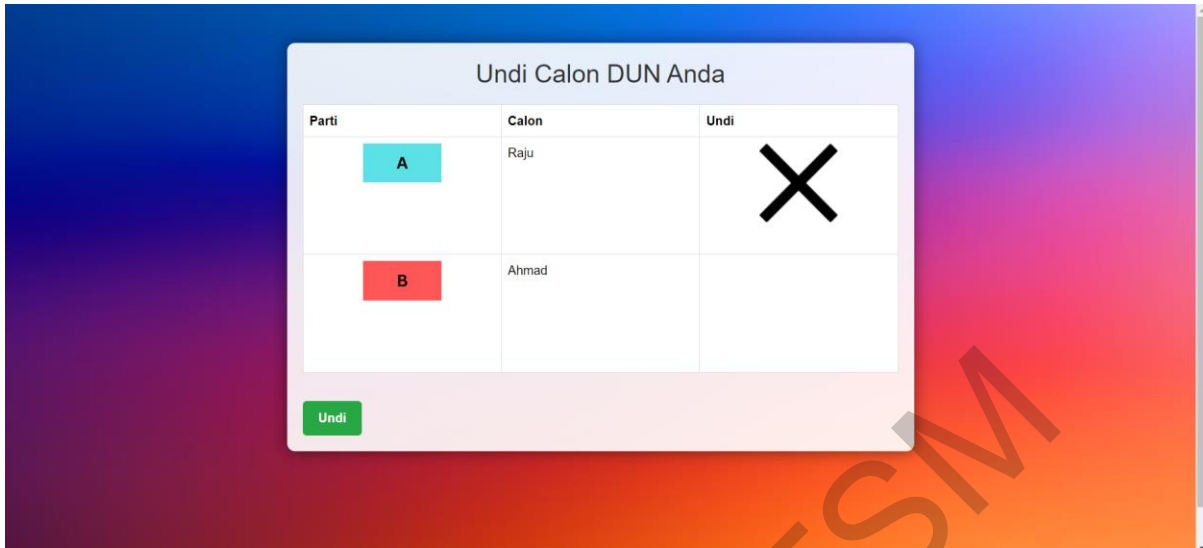 Undi Calon DUN Anda
Parti Calon Undi
A Raju
B Ahmad
Undi